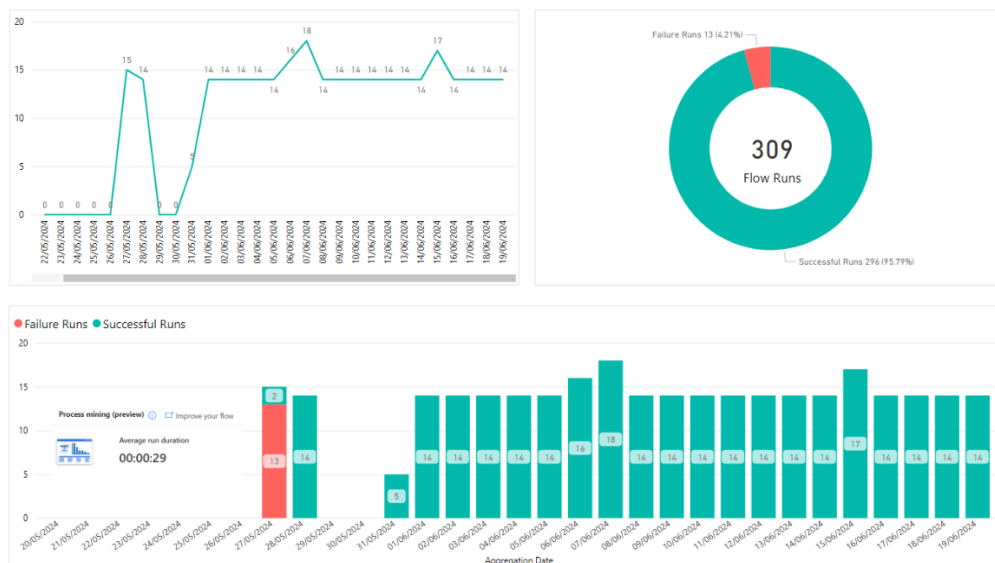 20
15
10
5
0
0 0 0 0 0 15 14 0 0 5 14 14 14 14 14 16 18 14 14 14 14 14 14 14 17 14 14 14 14
22/05/2024 23/05/2024 24/05/2024 25/05/2024 26/05/2024 27/05/2024 28/05/2024 29/05/2024 30/05/2024 31/05/2024 01/06/2024 02/06/2024 03/06/2024 04/06/2024 05/06/2024 06/06/2024 07/06/2024 08/06/2024 09/06/2024 10/06/2024 11/06/2024 12/06/2024 13/06/2024 14/06/2024 15/06/2024 16/06/2024 17/06/2024 18/06/2024 19/06/2024
Failure Runs 13 (4.21%)
309
Flow Runs
Successful Runs 296 (95.79%)
Failure Runs Successful Runs
20
15
10
5
0
Process mining (preview) Improve your flow
Average run duration
00:00:29
2
13 14 5 14 14 14 14 14 16 18 14 14 14 14 14 14 14 17 14 14 14 14
20/05/2024 21/05/2024 22/05/2024 23/05/2024 24/05/2024 25/05/2024 26/05/2024 27/05/2024 28/05/2024 29/05/2024 30/05/2024 31/05/2024 01/06/2024 02/06/2024 03/06/2024 04/06/2024 05/06/2024 06/06/2024 07/06/2024 08/06/2024 09/06/2024 10/06/2024 11/06/2024 12/06/2024 13/06/2024 14/06/2024 15/06/2024 16/06/2024 17/06/2024 18/06/2024 19/06/2024
Aggregation Date